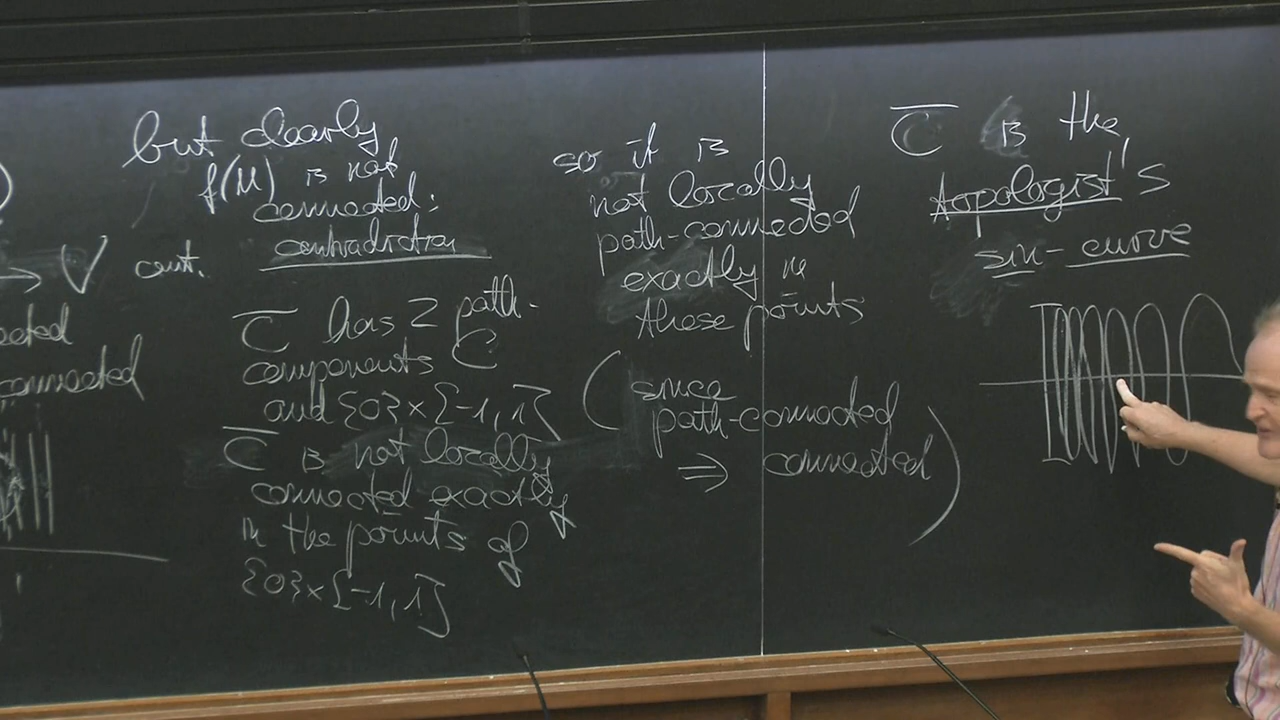 but clearly
f(U) is not
connected:
contradiction
→ V cont.
connected
C̅ has 2 path-
components C
and {0}×[-1,1]
C̅ is not locally
connected exactly
in the points of
{0}×[-1,1]
so it is
not locally
path-connected
exactly in
these points
(since
path-connected
⇒ connected)
C̅ is the
topologist's
sin-curve